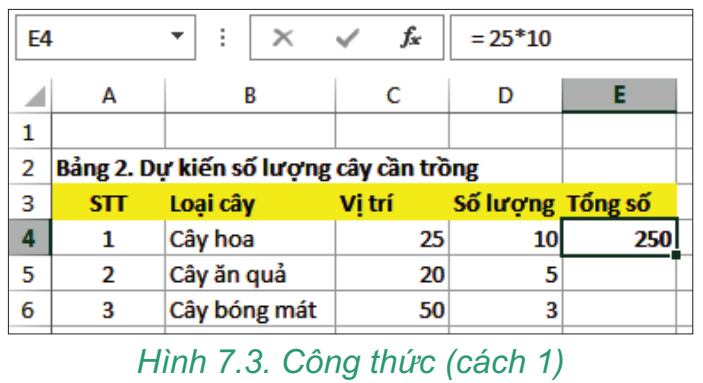 E4 fx = 25*10
A B C D E
1
2 Bảng 2. Dự kiến số lượng cây cần trồng
3 STT Loại cây Vị trí Số lượng Tổng số
4 1 Cây hoa 25 10 250
5 2 Cây ăn quả 20 5
6 3 Cây bóng mát 50 3
Hình 7.3. Công thức (cách 1)